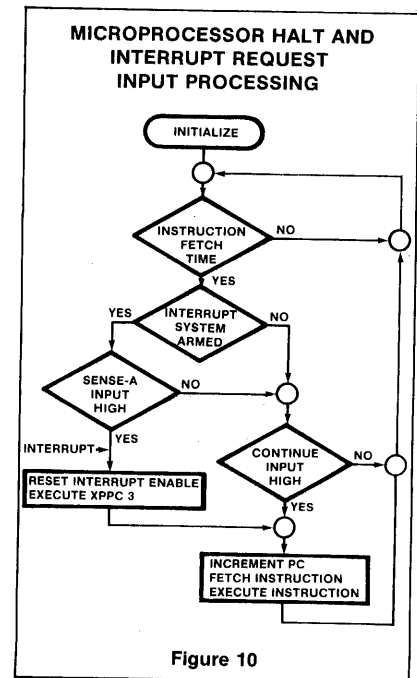 MICROPROCESSOR HALT AND
INTERRUPT REQUEST
INPUT PROCESSING
INITIALIZE
INSTRUCTION
FETCH
TIME
NO
YES
INTERRUPT
SYSTEM
ARMED
YES
NO
SENSE-A
INPUT
HIGH
NO
YES
INTERRUPT
CONTINUE
INPUT
HIGH
NO
YES
RESET INTERRUPT ENABLE
EXECUTE XPPC 3
INCREMENT PC
FETCH INSTRUCTION
EXECUTE INSTRUCTION
Figure 10